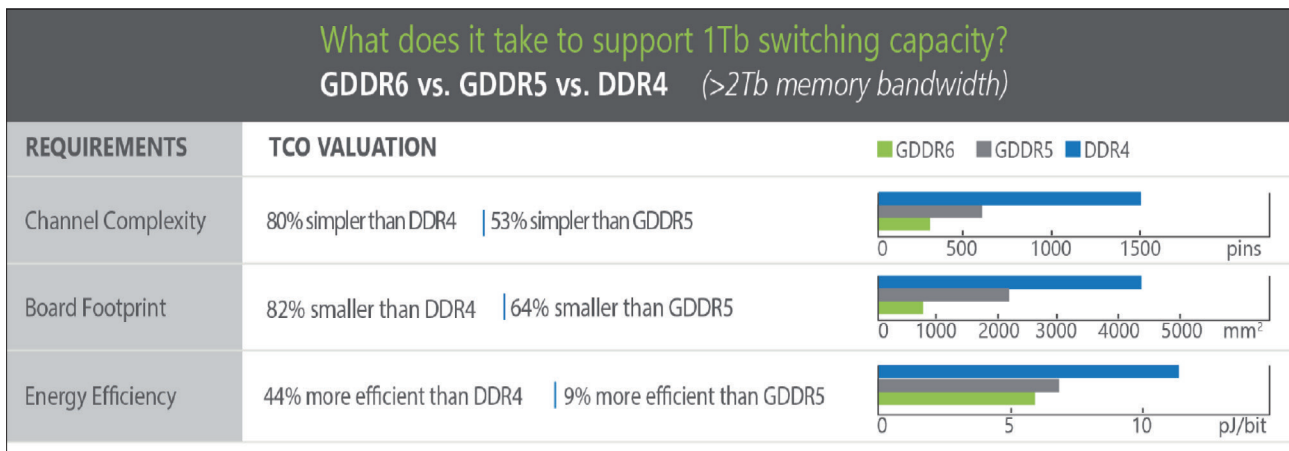 What does it take to support 1Tb switching capacity?
GDDR6 vs. GDDR5 vs. DDR4 (>2Tb memory bandwidth)
REQUIREMENTS TCO VALUATION GDDR6 GDDR5 DDR4
Channel Complexity 80% simpler than DDR4 53% simpler than GDDR5
0 500 1000 1500 pins
Board Footprint 82% smaller than DDR4 64% smaller than GDDR5
0 1000 2000 3000 4000 5000 mm²
Energy Efficiency 44% more efficient than DDR4 9% more efficient than GDDR5
0 5 10 pJ/bit